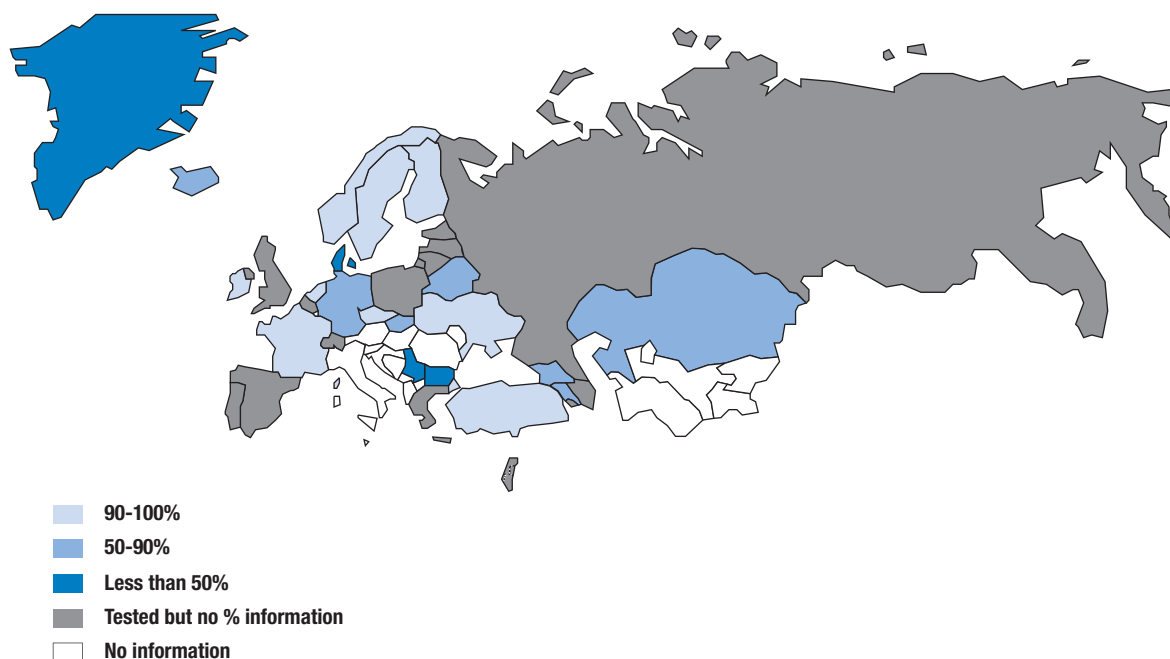 90-100%
50-90%
Less than 50%
Tested but no % information
No information